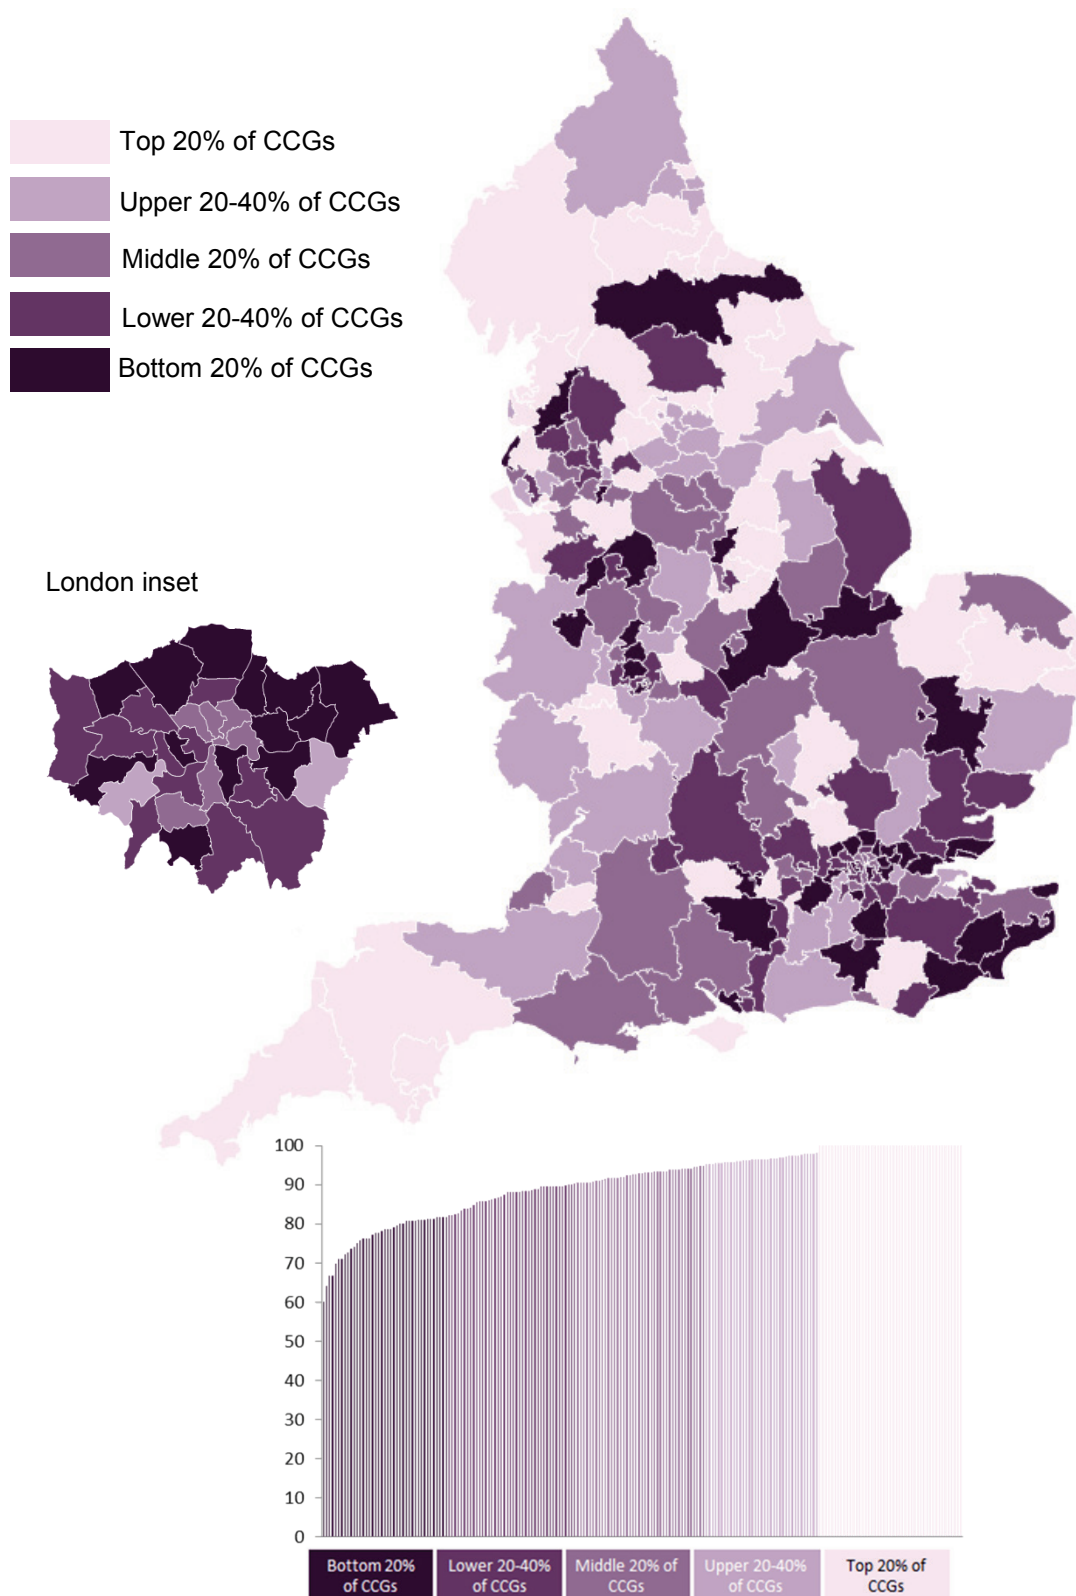 Top 20% of CCGs
Upper 20-40% of CCGs
Middle 20% of CCGs
Lower 20-40% of CCGs
Bottom 20% of CCGs
London inset
100
90
80
70
60
50
40
30
20
10
0
Bottom 20% of CCGs
Lower 20-40% of CCGs
Middle 20% of CCGs
Upper 20-40% of CCGs
Top 20% of CCGs